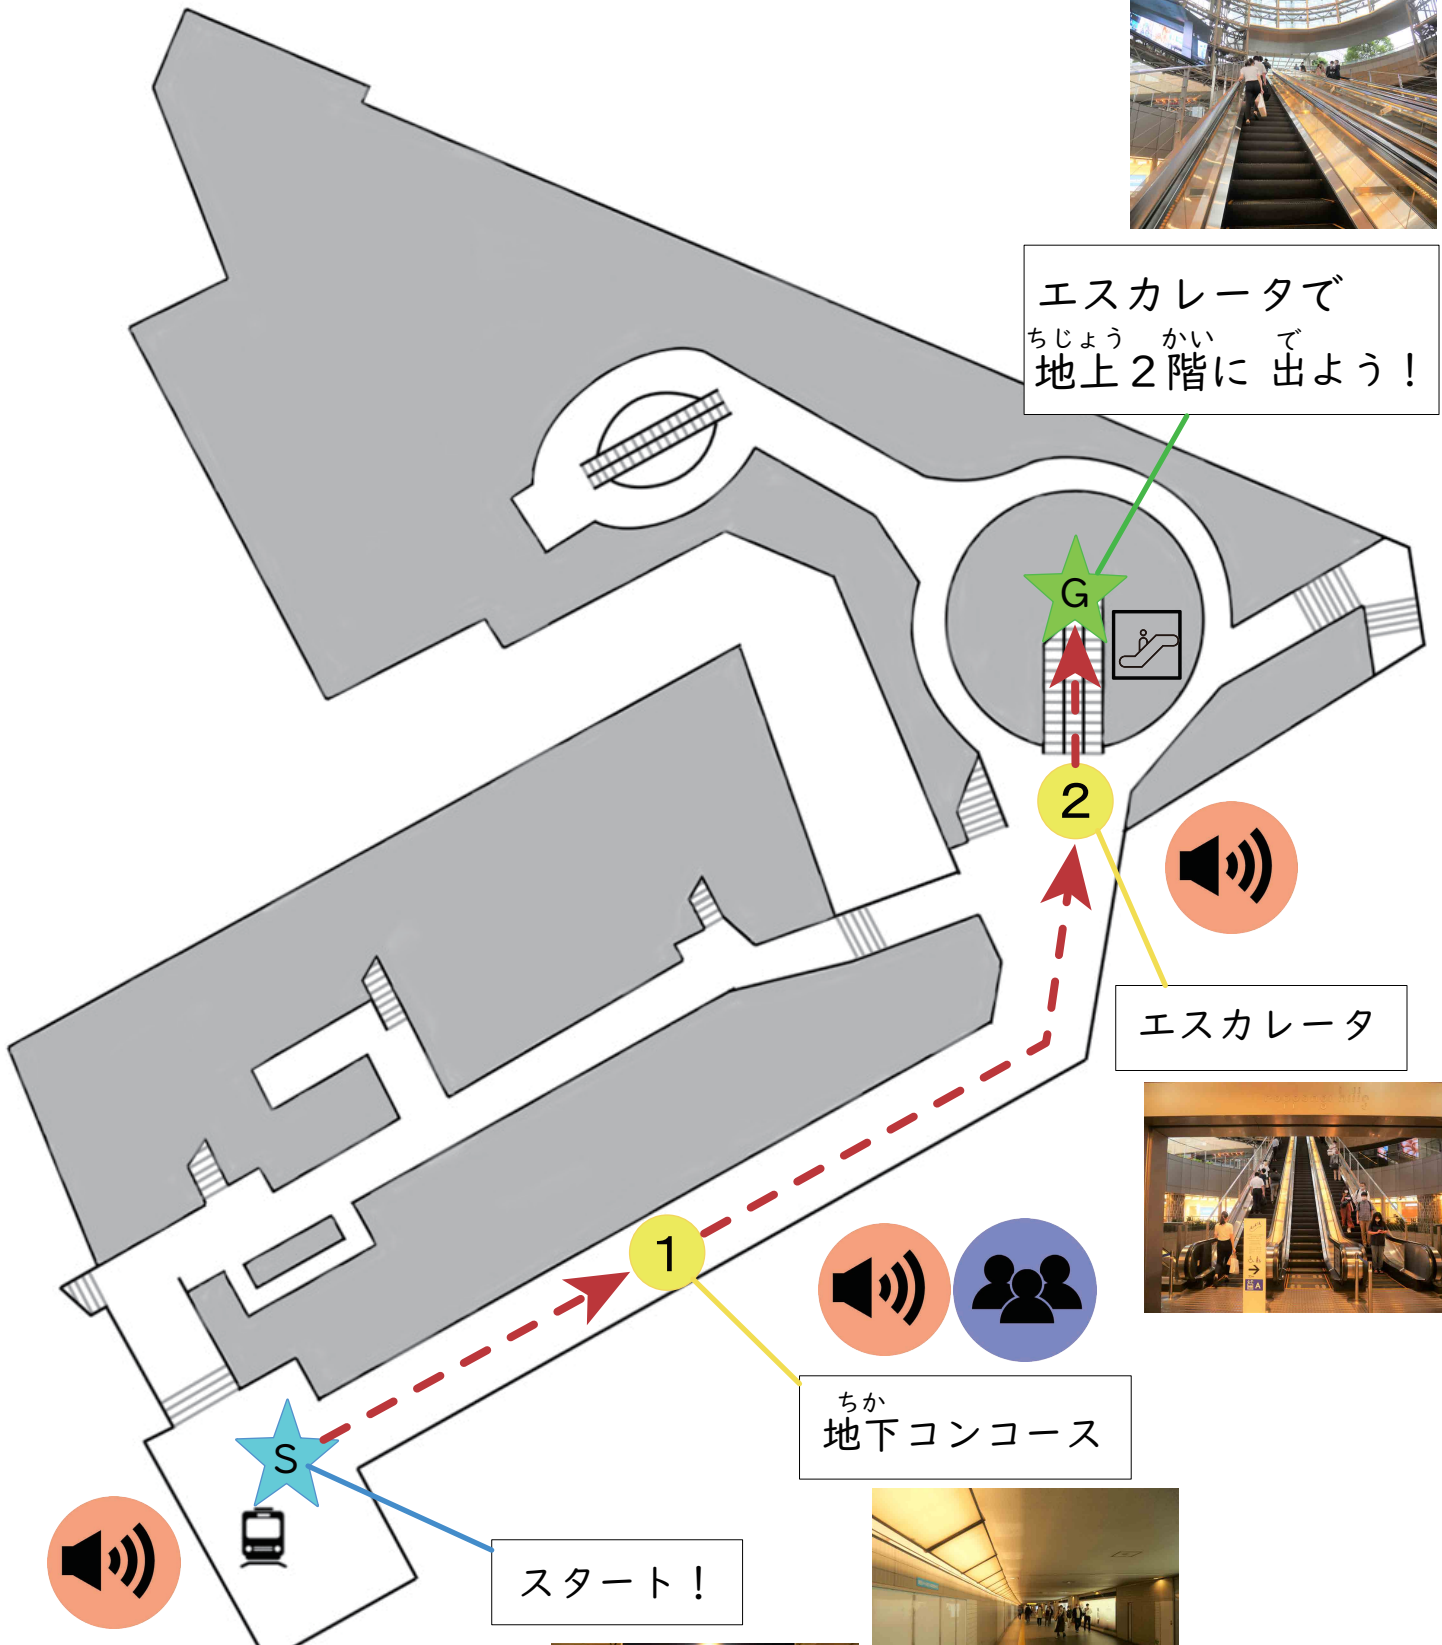 エスカレータで
ちじょう かい で
地上2階に 出よう！
G
2
エスカレータ
1
ちか
地下コンコース
S
スタート！